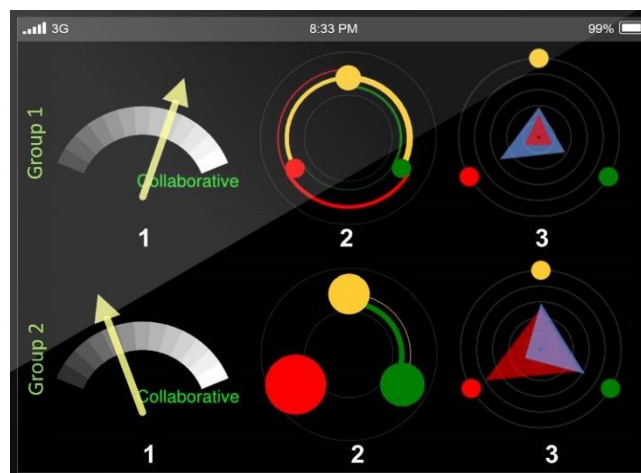 3G 8:33 PM 99%
Group 1
Collaborative
1 2 3
Group 2
Collaborative
1 2 3